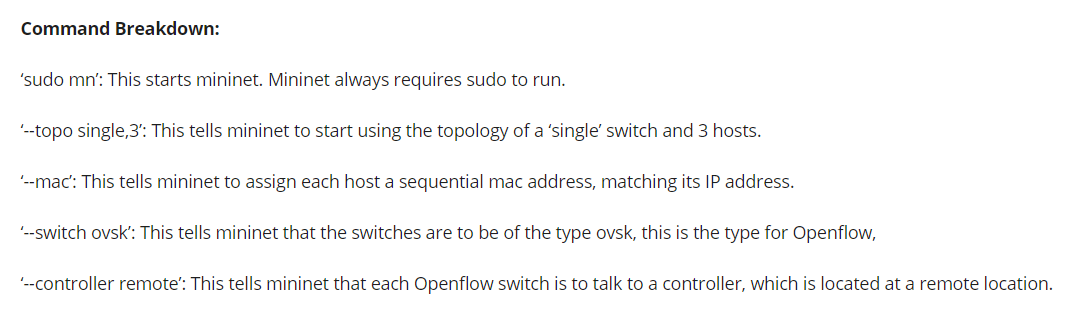 Command Breakdown:
‘sudo mn’: This starts mininet. Mininet always requires sudo to run.
‘--topo single,3’: This tells mininet to start using the topology of a ‘single’ switch and 3 hosts.
‘--mac’: This tells mininet to assign each host a sequential mac address, matching its IP address.
‘--switch ovsk’: This tells mininet that the switches are to be of the type ovsk, this is the type for Openflow,
‘--controller remote’: This tells mininet that each Openflow switch is to talk to a controller, which is located at a remote location.